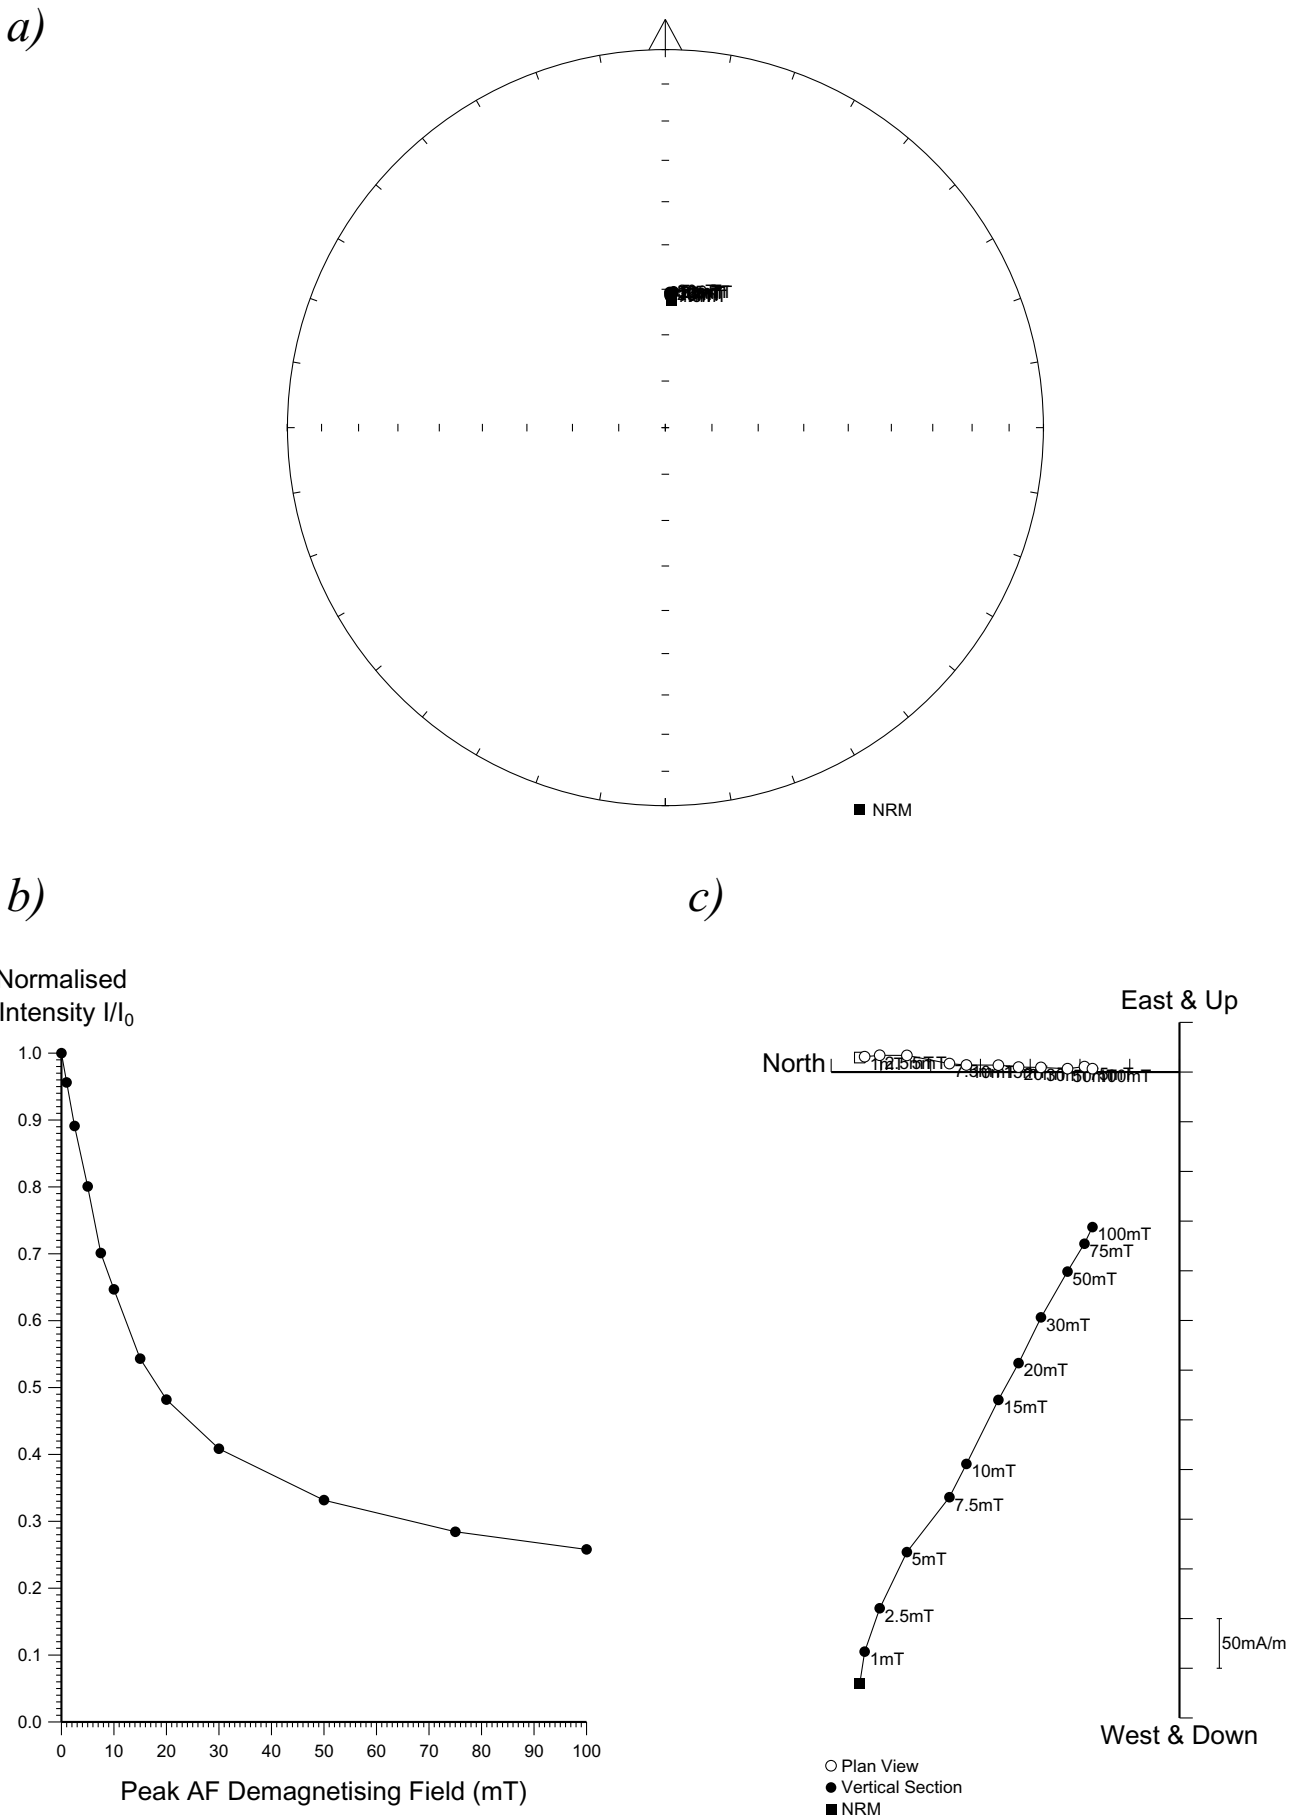 a)
NRM
b)
c)
Normalised
Intensity I/I₀
1.0
0.9
0.8
0.7
0.6
0.5
0.4
0.3
0.2
0.1
0.0
0 10 20 30 40 50 60 70 80 90 100
Peak AF Demagnetising Field (mT)
East & Up
North
100mT
75mT
50mT
30mT
20mT
15mT
10mT
7.5mT
5mT
2.5mT
1mT
50mA/m
West & Down
Plan View
Vertical Section
NRM